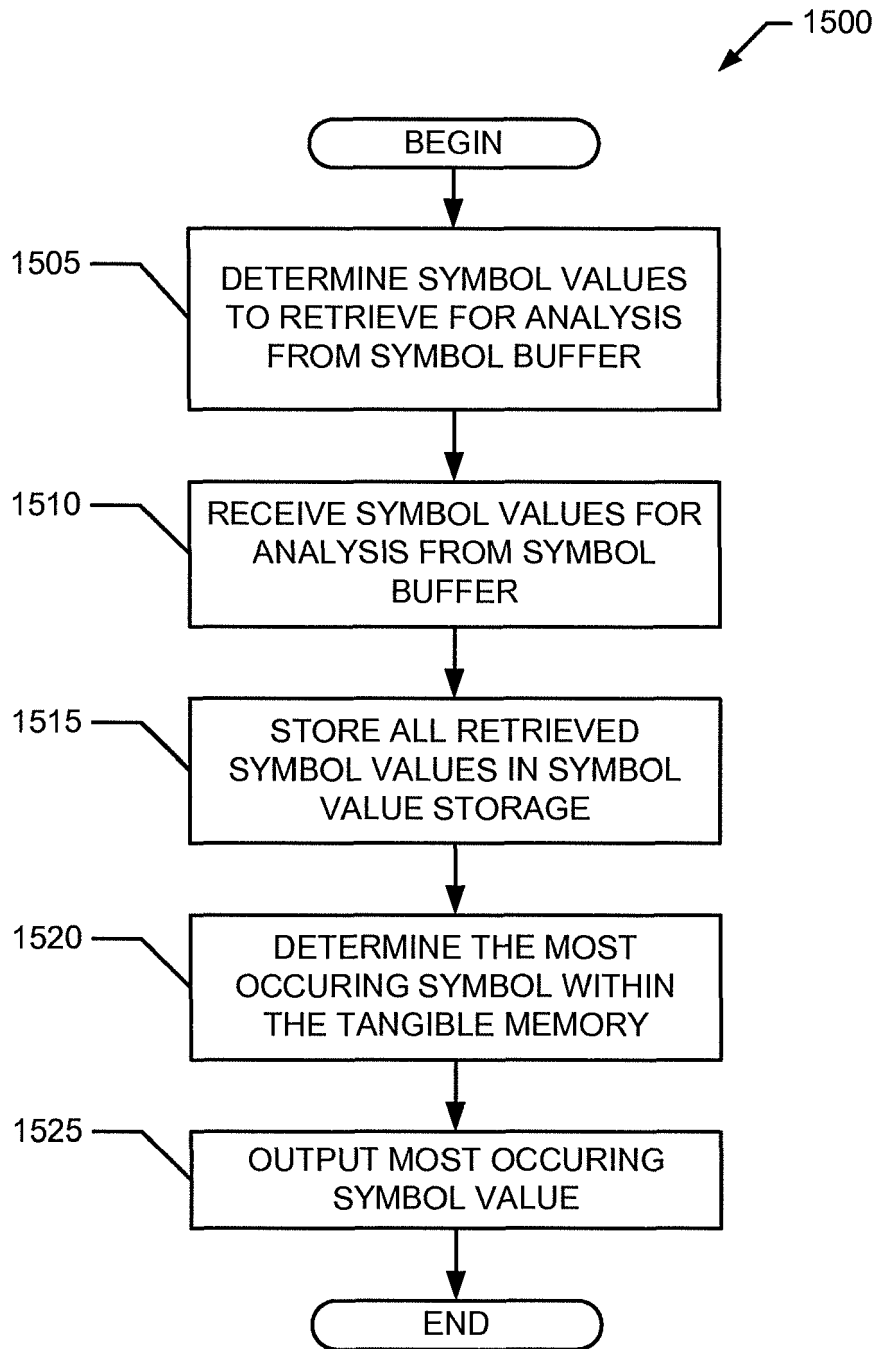 1500
BEGIN
1505
DETERMINE SYMBOL VALUES
TO RETRIEVE FOR ANALYSIS
FROM SYMBOL BUFFER
1510
RECEIVE SYMBOL VALUES FOR
ANALYSIS FROM SYMBOL
BUFFER
1515
STORE ALL RETRIEVED
SYMBOL VALUES IN SYMBOL
VALUE STORAGE
1520
DETERMINE THE MOST
OCCURING SYMBOL WITHIN
THE TANGIBLE MEMORY
1525
OUTPUT MOST OCCURING
SYMBOL VALUE
END